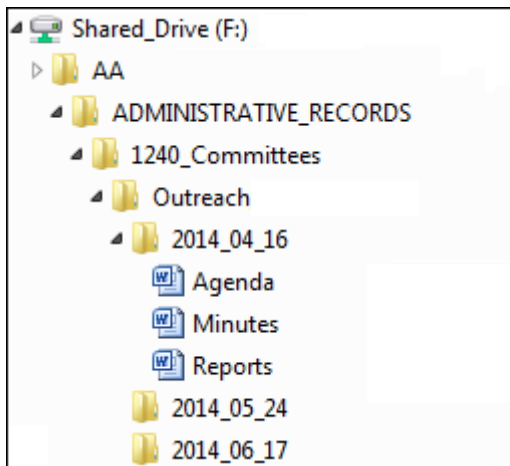 Shared_Drive (F:)
AA
ADMINISTRATIVE_RECORDS
1240_Committees
Outreach
2014_04_16
Agenda
Minutes
Reports
2014_05_24
2014_06_17